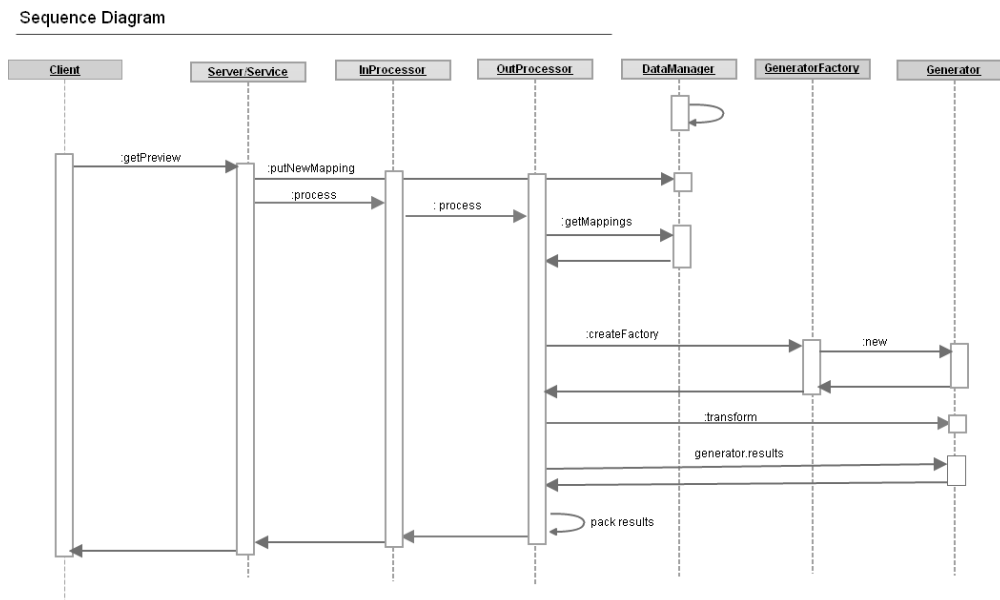 Sequence Diagram
Client
Server/Service
InProcessor
OutProcessor
DataManager
GeneratorFactory
Generator
:getPreview
:putNewMapping
:process
: process
:getMappings
:createFactory
:new
:transform
generator.results
pack results